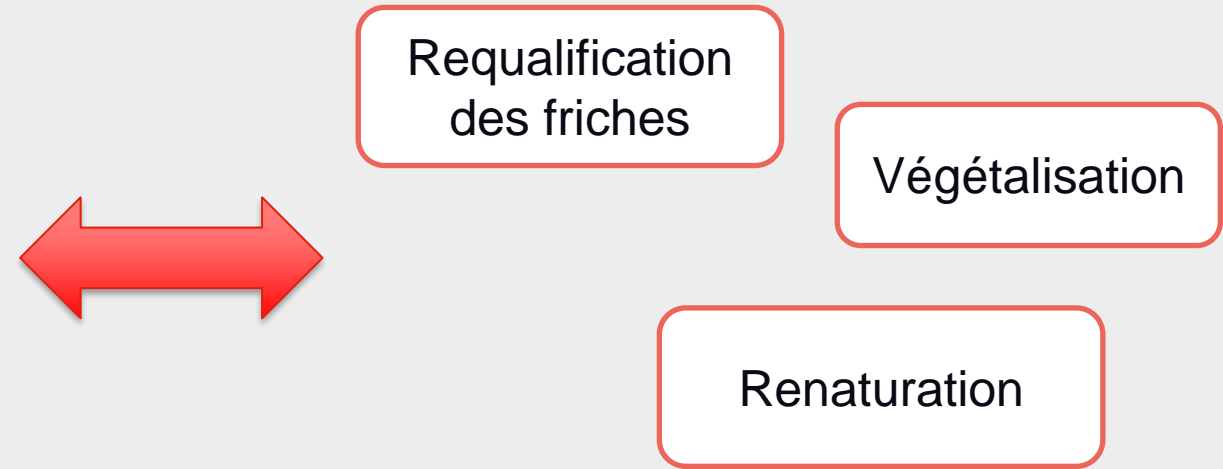 Requalification
des friches
Végétalisation
Renaturation